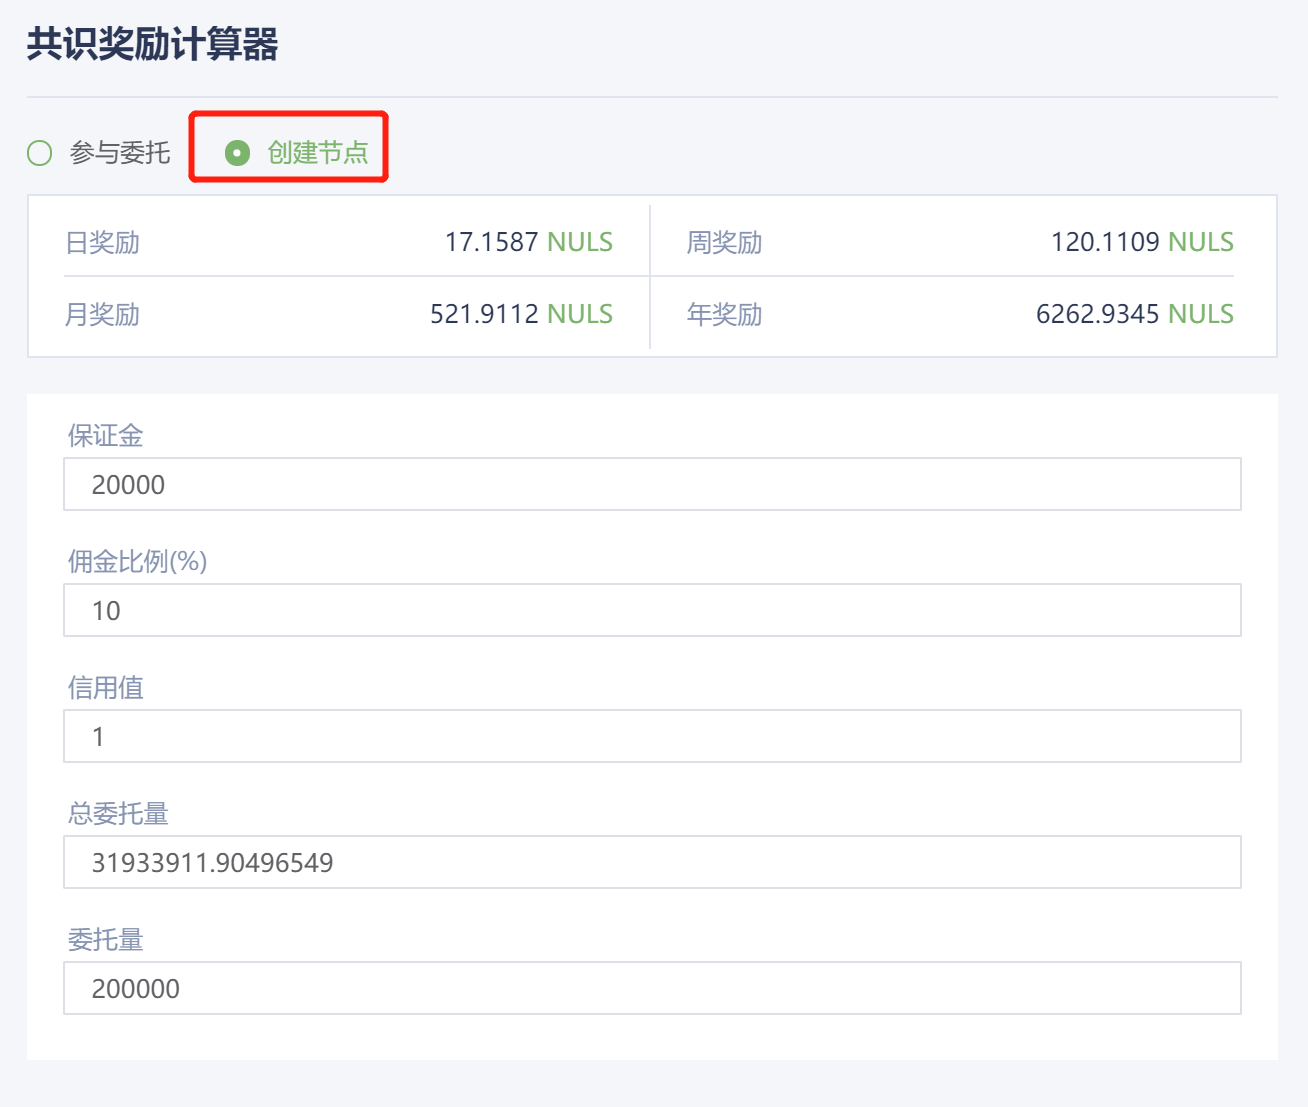 共识奖励计算器
参与委托 创建节点
日奖励 17.1587 NULS 周奖励 120.1109 NULS
月奖励 521.9112 NULS 年奖励 6262.9345 NULS
保证金
20000
佣金比例(%)
10
信用值
1
总委托量
31933911.90496549
委托量
200000